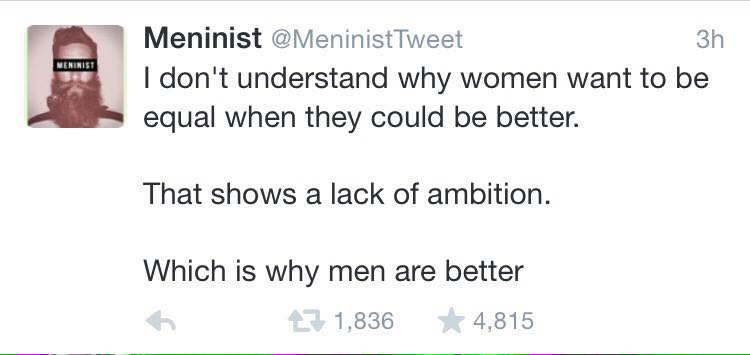 Meninist @MeninistTweet 3h
MENINIST
I don't understand why women want to be
equal when they could be better.
That shows a lack of ambition.
Which is why men are better
1,836 4,815